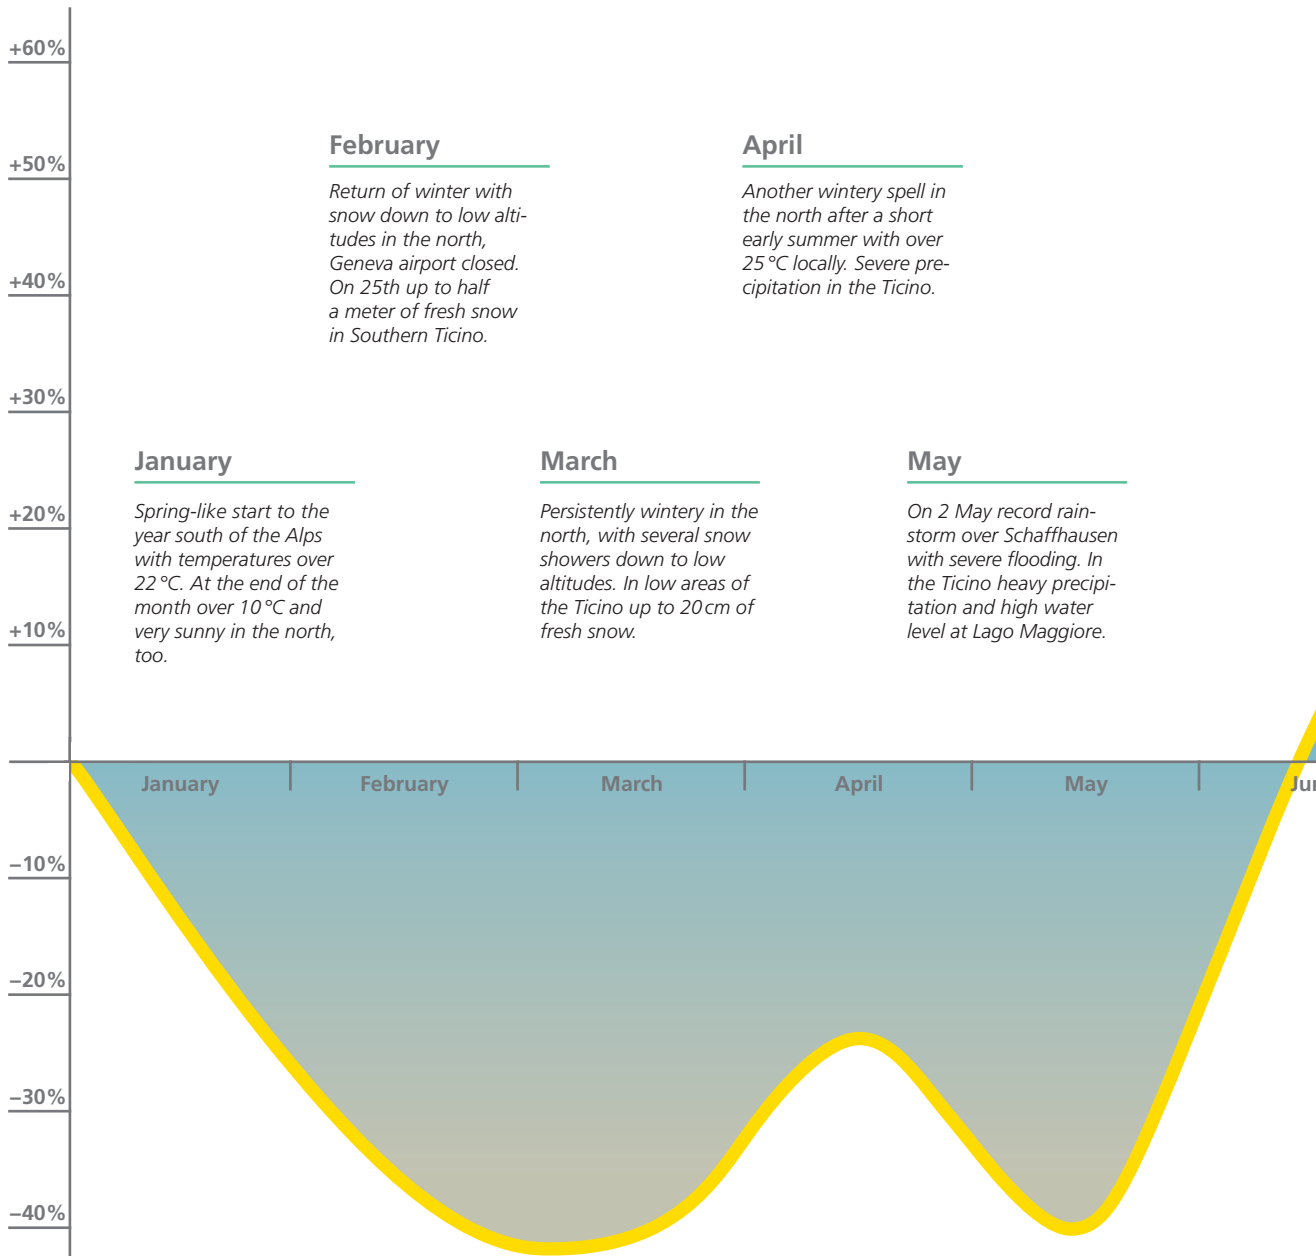 +60%
+50%
+40%
+30%
+20%
+10%
–10%
–20%
–30%
–40%
February
Return of winter with
snow down to low alti-
tudes in the north,
Geneva airport closed.
On 25th up to half
a meter of fresh snow
in Southern Ticino.
April
Another wintery spell in
the north after a short
early summer with over
25 °C locally. Severe pre-
cipitation in the Ticino.
January
Spring-like start to the
year south of the Alps
with temperatures over
22 °C. At the end of the
month over 10 °C and
very sunny in the north,
too.
March
Persistently wintery in the
north, with several snow
showers down to low
altitudes. In low areas of
the Ticino up to 20 cm of
fresh snow.
May
On 2 May record rain-
storm over Schaffhausen
with severe flooding. In
the Ticino heavy precipi-
tation and high water
level at Lago Maggiore.
January
February
March
April
May
Jun